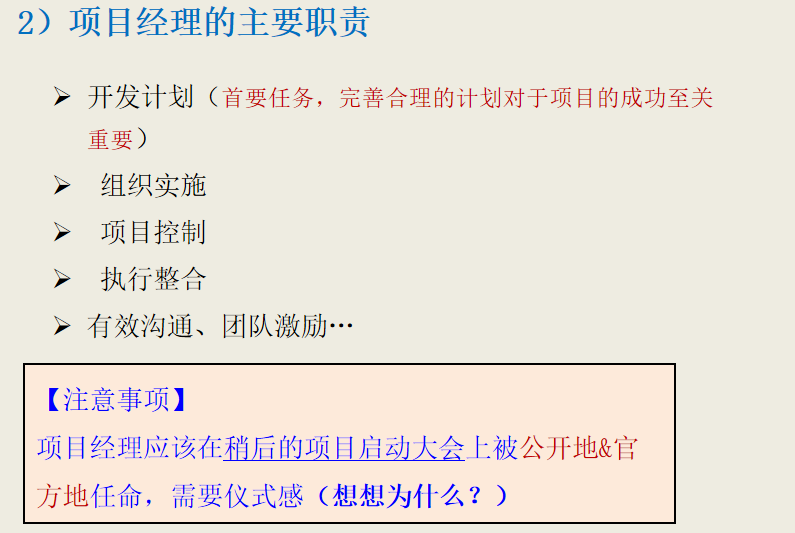 2）项目经理的主要职责
➢ 开发计划（首要任务，完善合理的计划对于项目的成功至关
重要）
➢ 组织实施
➢ 项目控制
➢ 执行整合
➢ 有效沟通、团队激励…
【注意事项】
项目经理应该在稍后的项目启动大会上被公开地&官
方地任命，需要仪式感（想想为什么？）